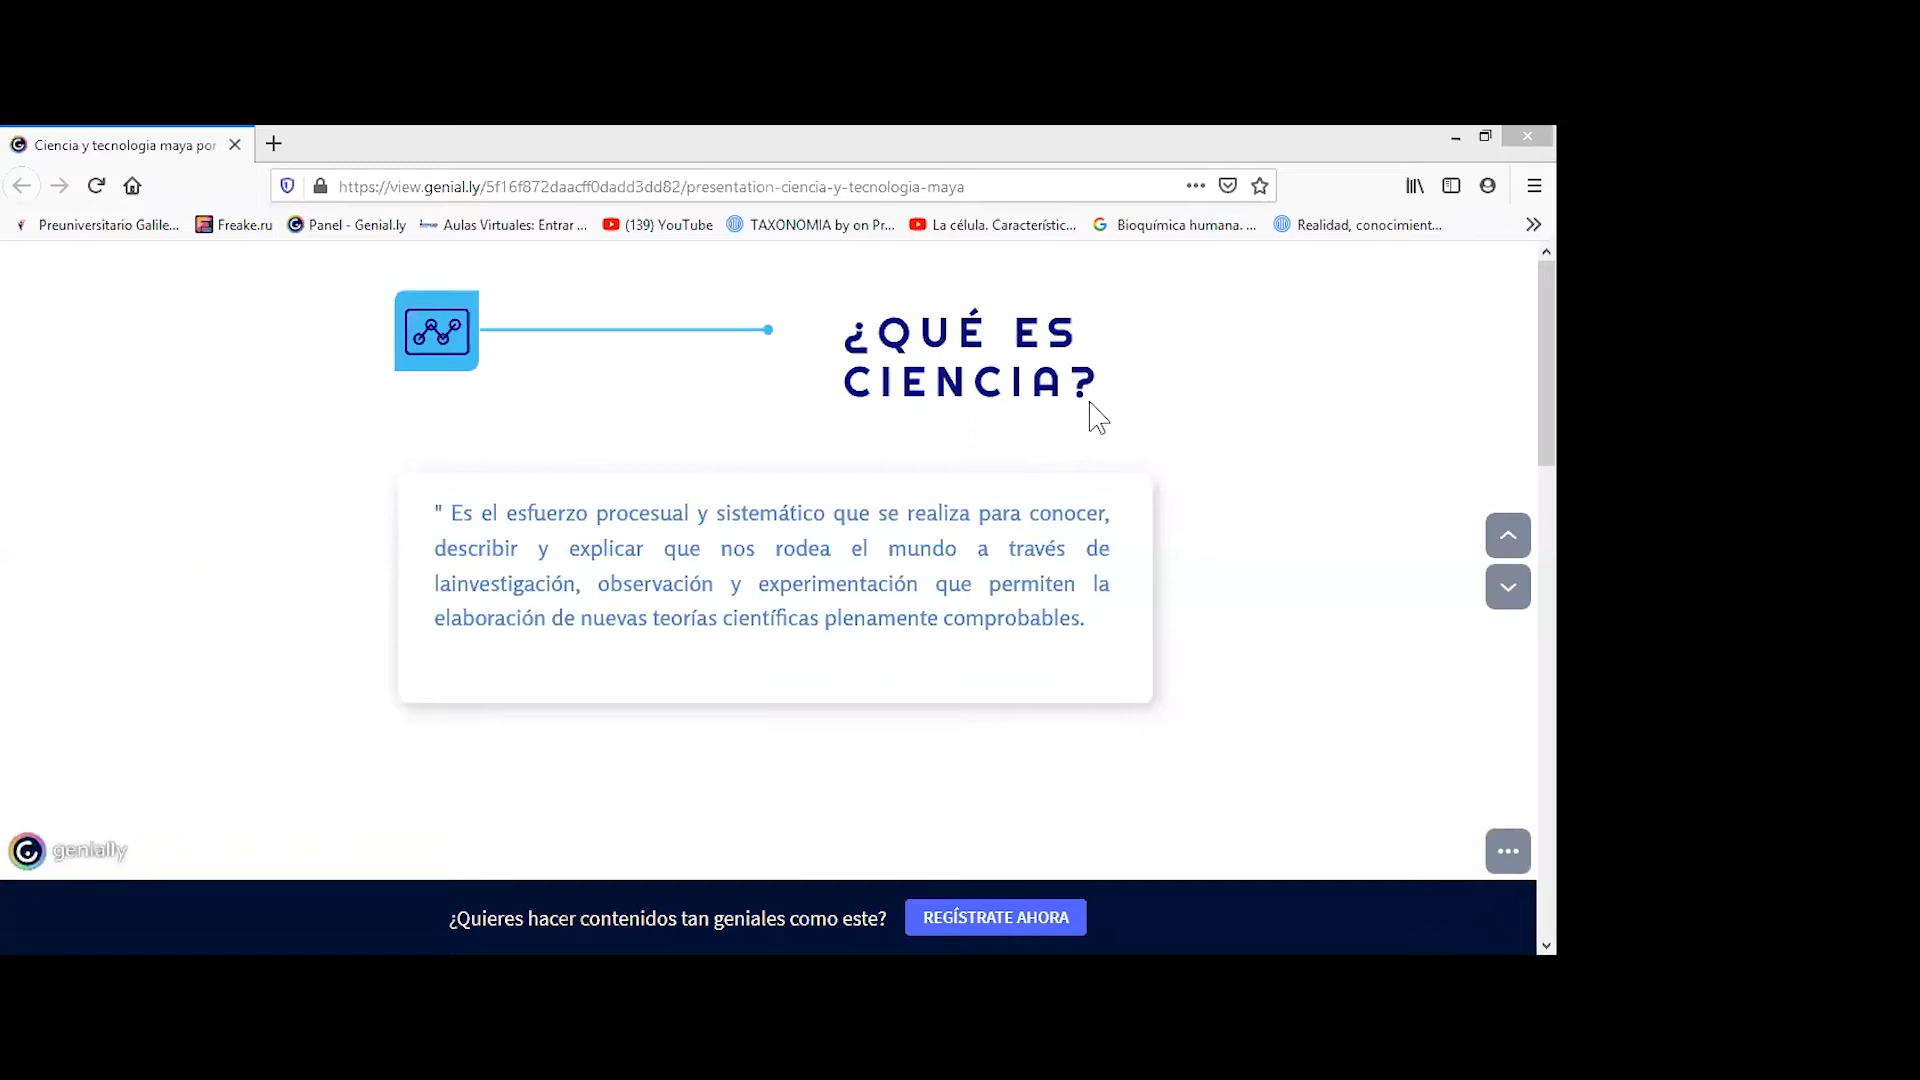 Ciencia y tecnologia maya por
https://view.genial.ly/5f16f872daacff0dadd3dd82/presentation-ciencia-y-tecnologia-maya
Preuniversitario Galile... Freake.ru Panel - Genial.ly Aulas Virtuales: Entrar ... (139) YouTube TAXONOMIA by on Pr... La célula. Característic... Bioquímica humana. ... Realidad, conocimient...
¿QUÉ ES
CIENCIA?
" Es el esfuerzo procesual y sistemático que se realiza para conocer,
describir y explicar que nos rodea el mundo a través de
lainvestigación, observación y experimentación que permiten la
elaboración de nuevas teorías científicas plenamente comprobables.
genially
¿Quieres hacer contenidos tan geniales como este? REGÍSTRATE AHORA